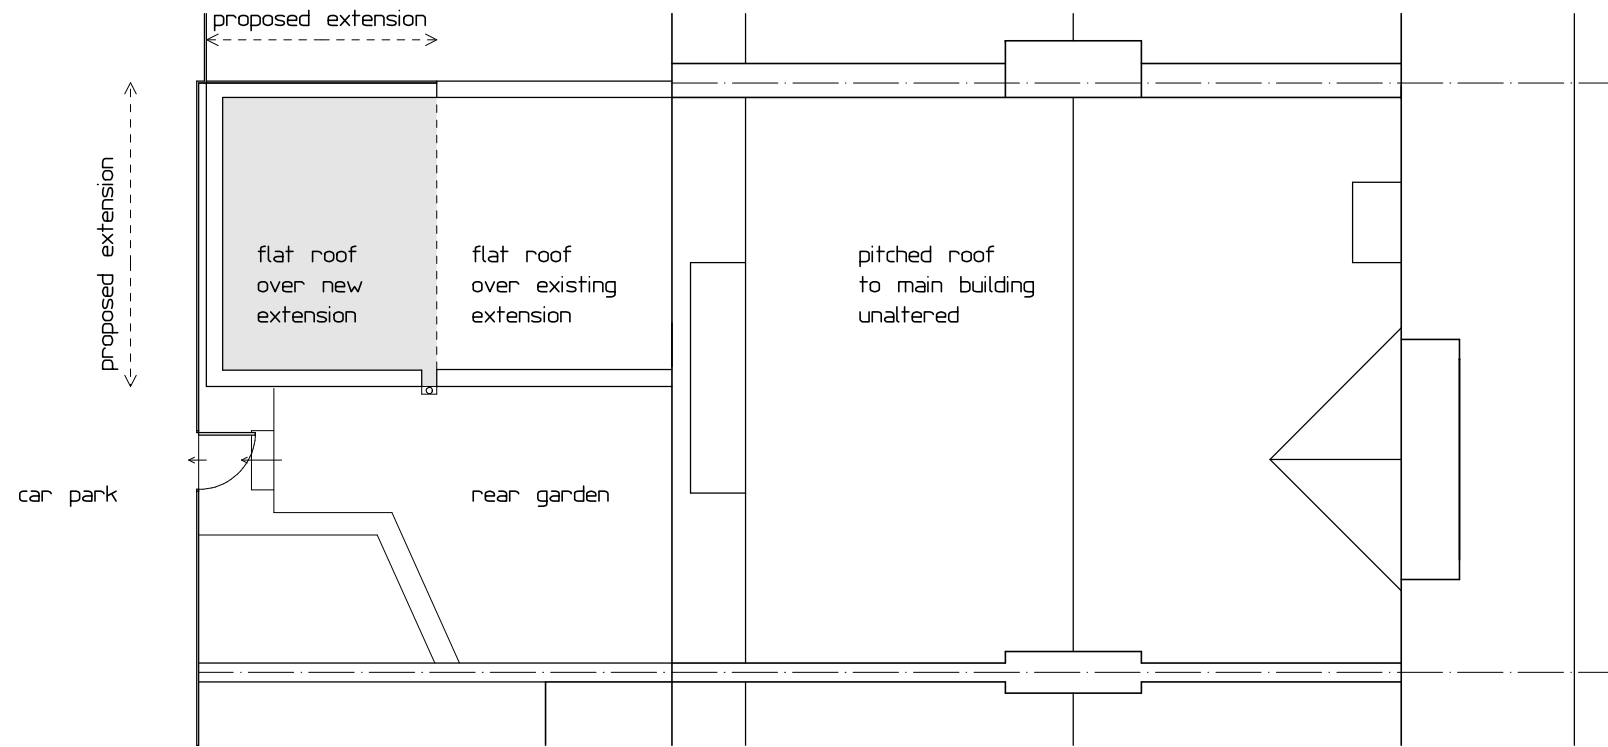 proposed extension
proposed extension
flat roof
over new
extension
flat roof
over existing
extension
pitched roof
to main building
unaltered
car park
rear garden